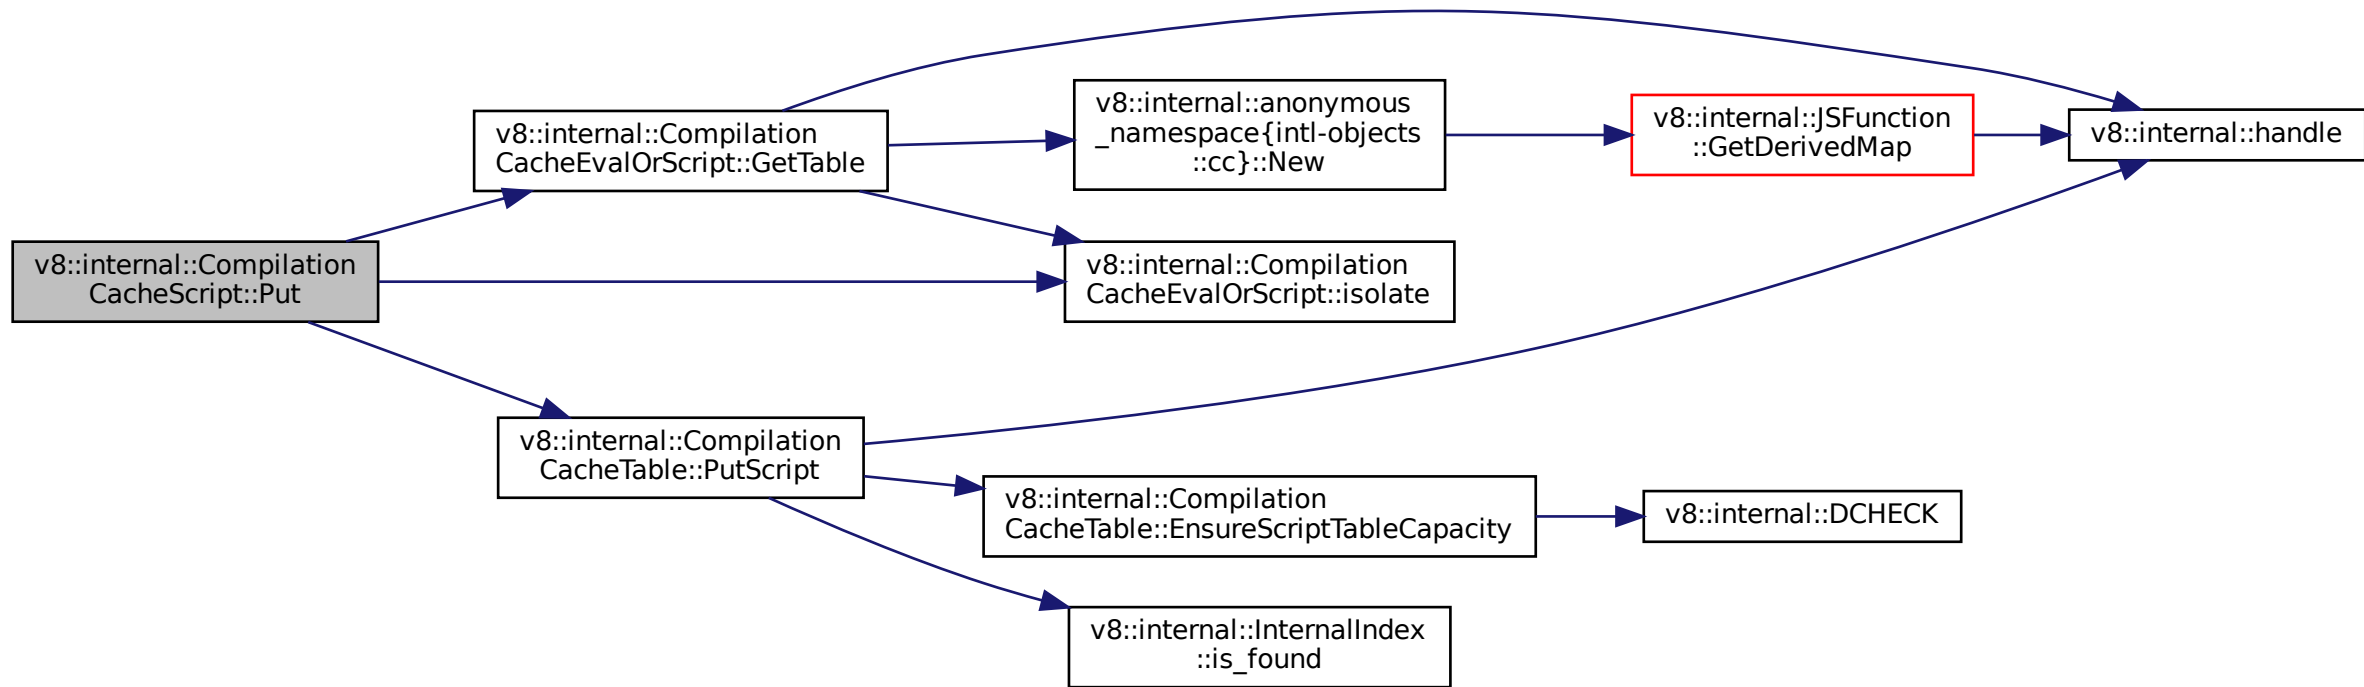 v8::internal::Compilation
CacheScript::Put
v8::internal::Compilation
CacheEvalOrScript::GetTable
v8::internal::anonymous
_namespace{intl-objects
::cc}::New
v8::internal::JSFunction
::GetDerivedMap
v8::internal::handle
v8::internal::Compilation
CacheEvalOrScript::isolate
v8::internal::Compilation
CacheTable::PutScript
v8::internal::Compilation
CacheTable::EnsureScriptTableCapacity
v8::internal::DCHECK
v8::internal::InternalIndex
::is_found